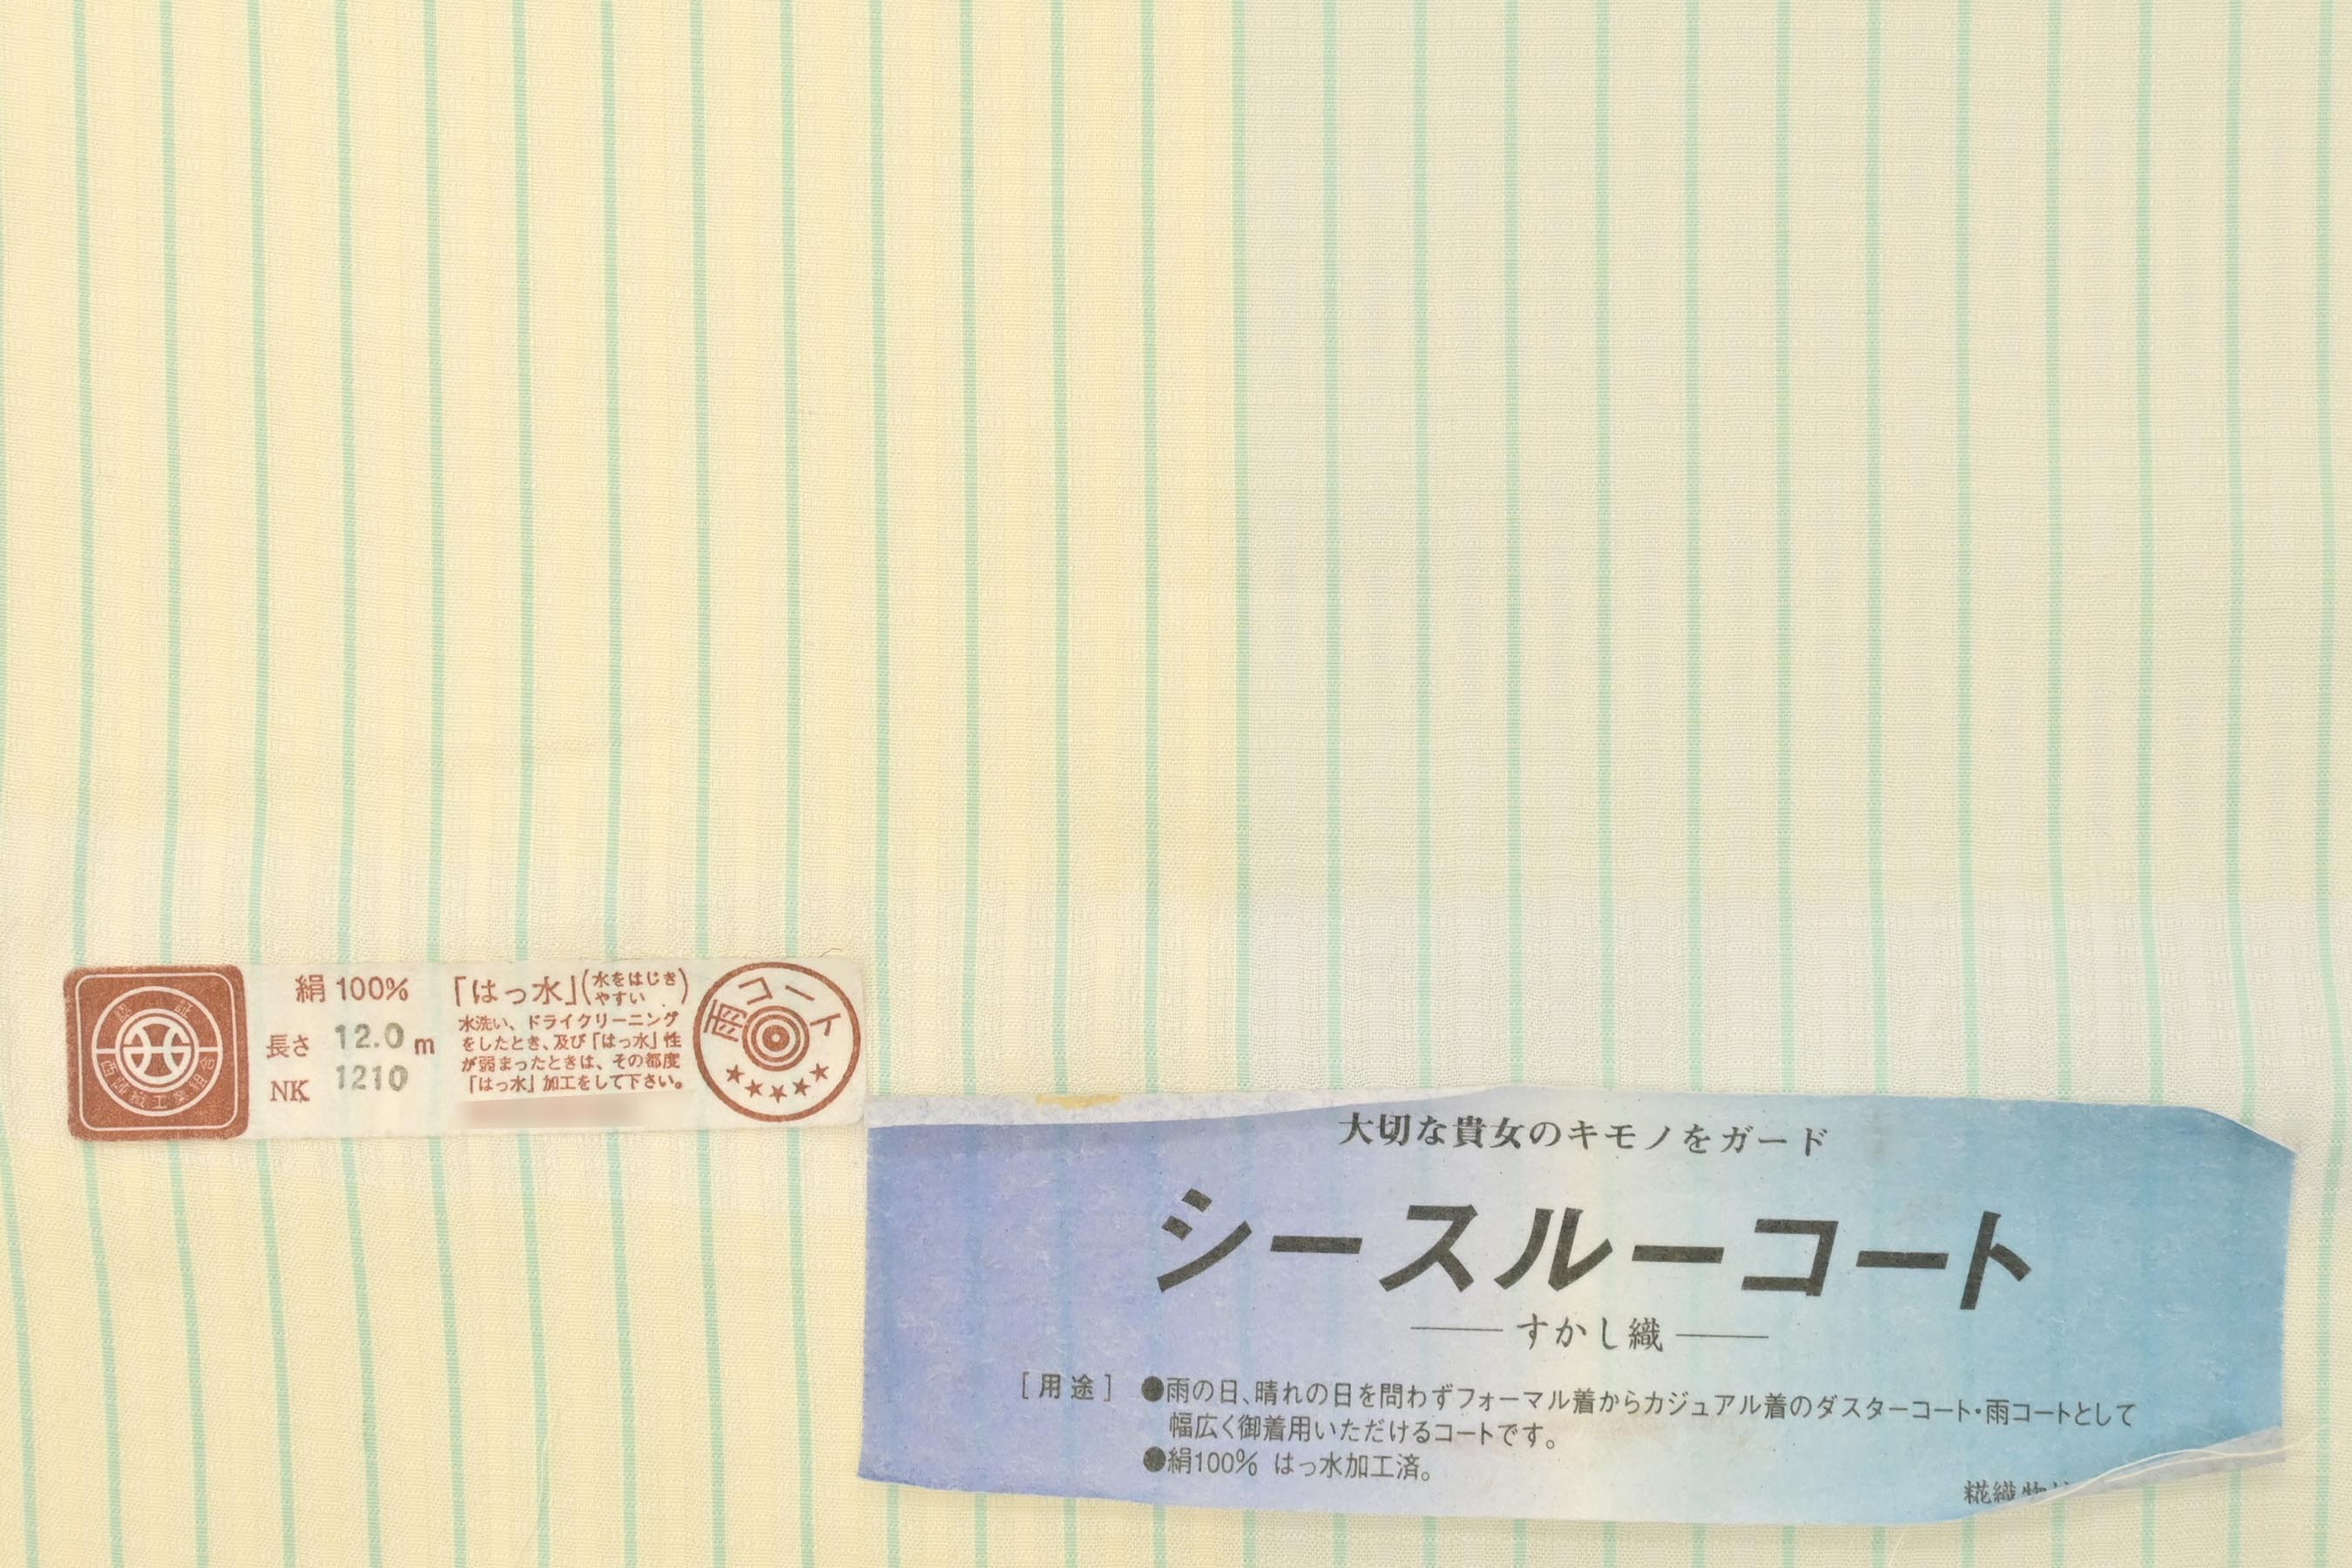 絹 100%
長さ 12.0 m
NK 1210
「はっ水」(水をはじき
やすい)
水洗い、ドライクリーニング
をしたとき、及び「はっ水」性
が弱まったときは、その都度
「はっ水」加工をして下さい。
雨コート
大切な貴女のキモノをガード
シースルーコート
すかし織
[用途] ●雨の日、晴れの日を問わずフォーマル着からカジュアル着のダスターコート・雨コートとして
幅広く御着用いただけるコートです。
●絹100% はっ水加工済。
糀織物